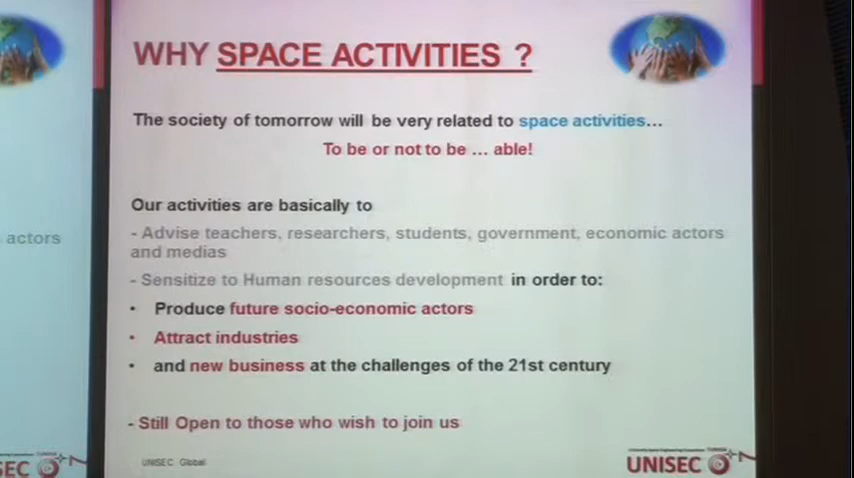 WHY SPACE ACTIVITIES ?
The society of tomorrow will be very related to space activities...
To be or not to be ... able!
Our activities are basically to
- Advise teachers, researchers, students, government, economic actors
and medias
- Sensitize to Human resources development in order to:
• Produce future socio-economic actors
• Attract industries
• and new business at the challenges of the 21st century
- Still Open to those who wish to join us
UNISEC Global
UNISEC
actors
SEC